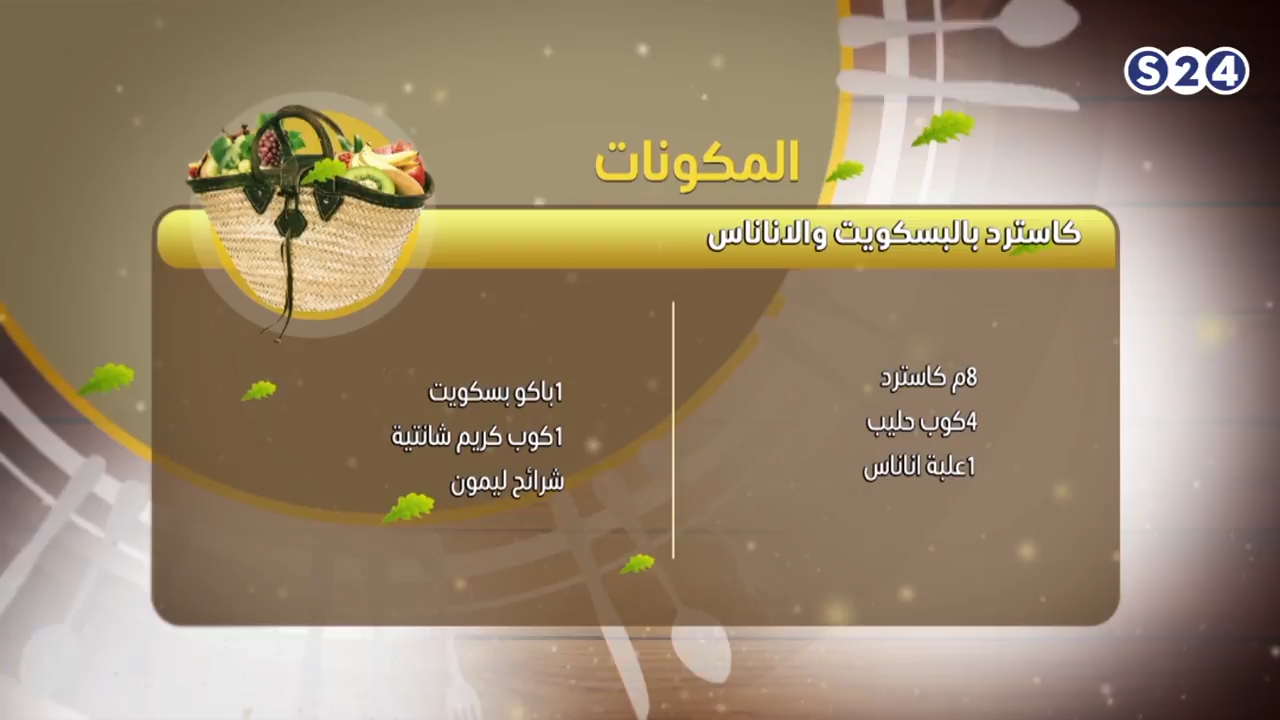 S24
المكونات
كاسترد بالبسكويت والاناناس
8م كاسترد
4كوب حليب
1علبة اناناس
1باكو بسكويت
1كوب كريم شانتية
شرائح ليمون